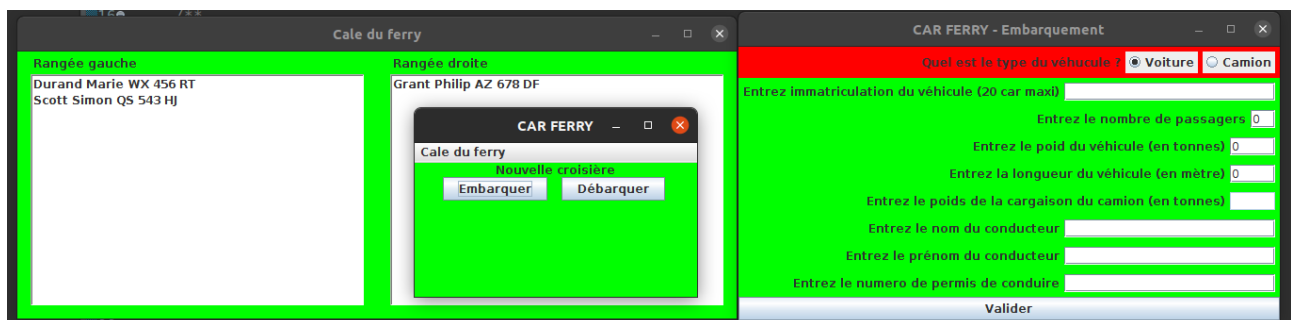 Cale du ferry
Rangée gauche
Rangée droite
Durand Marie WX 456 RT
Scott Simon QS 543 HJ
Grant Philip AZ 678 DF
CAR FERRY
Cale du ferry
Nouvelle croisière
Embarquer
Débarquer
CAR FERRY - Embarquement
Quel est le type du véhucule ? Voiture Camion
Entrez immatriculation du véhicule (20 car maxi)
Entrez le nombre de passagers 0
Entrez le poid du véhicule (en tonnes) 0
Entrez la longueur du véhicule (en mètre) 0
Entrez le poids de la cargaison du camion (en tonnes)
Entrez le nom du conducteur
Entrez le prénom du conducteur
Entrez le numero de permis de conduire
Valider